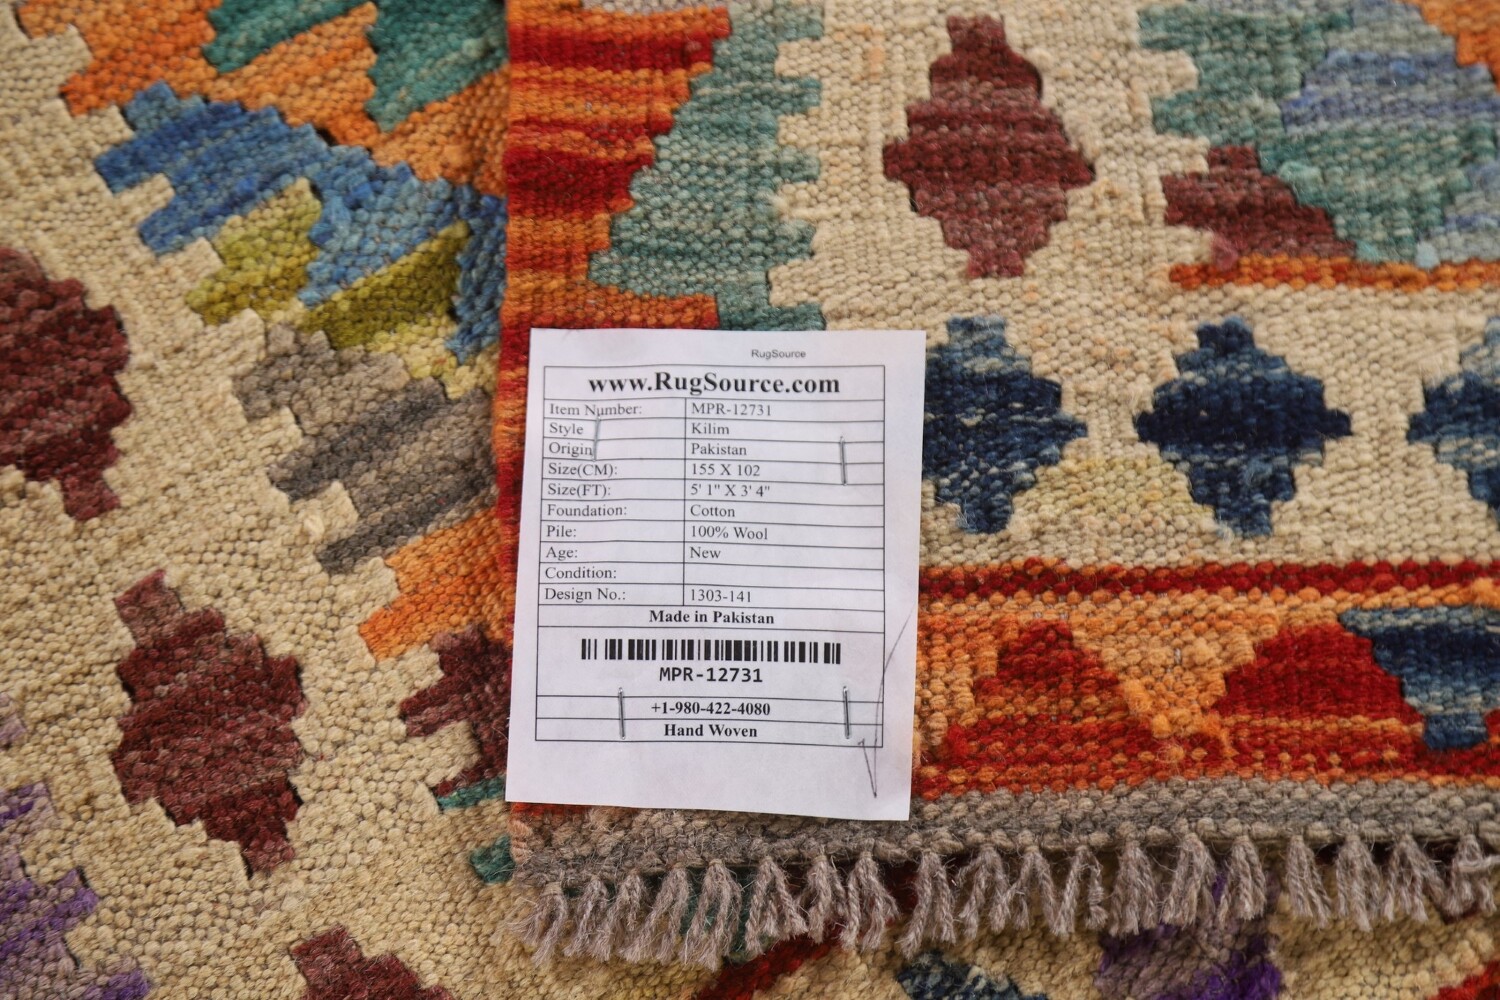 RugSource
www.RugSource.com
Item Number: MPR-12731
Style Kilim
Origin Pakistan
Size(CM): 155 X 102
Size(FT): 5' 1" X 3' 4"
Foundation: Cotton
Pile: 100% Wool
Age: New
Condition:
Design No.: 1303-141
Made in Pakistan
MPR-12731
+1-980-422-4080
Hand Woven